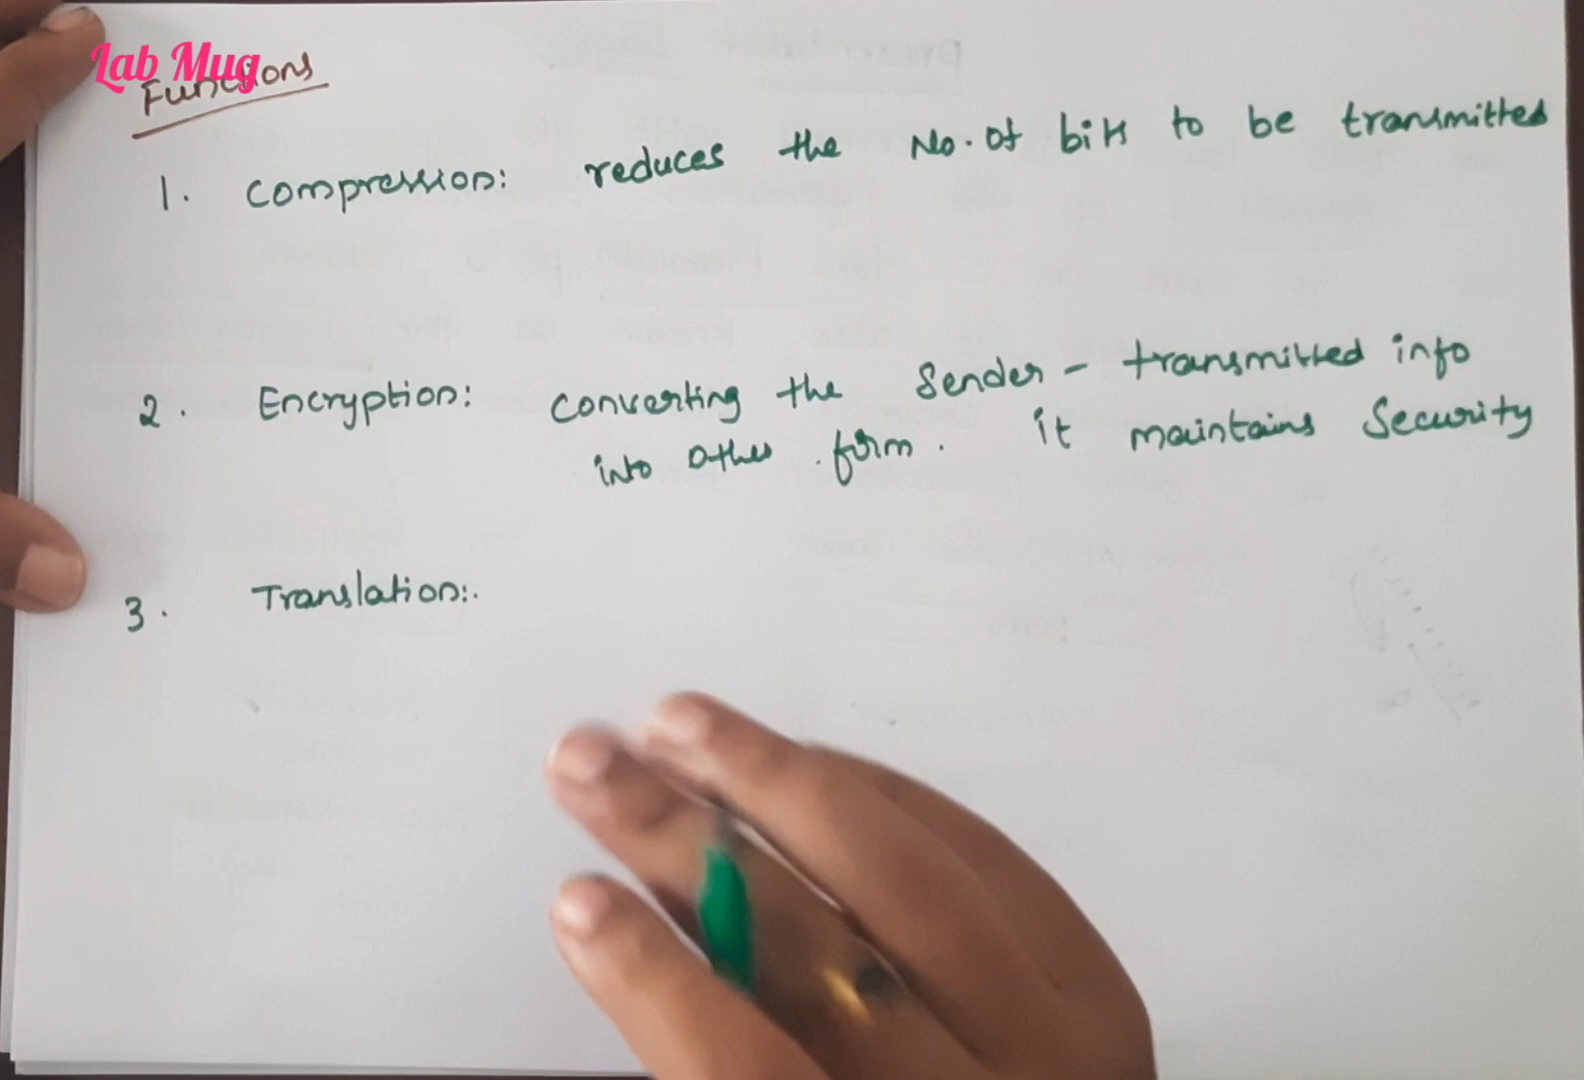 Lab Mug
Functions
1. Compression: reduces the No. of bits to be transmitted
2. Encryption: converting the Sender - transmitted info
into other form. it maintains Security
3. Translation:.